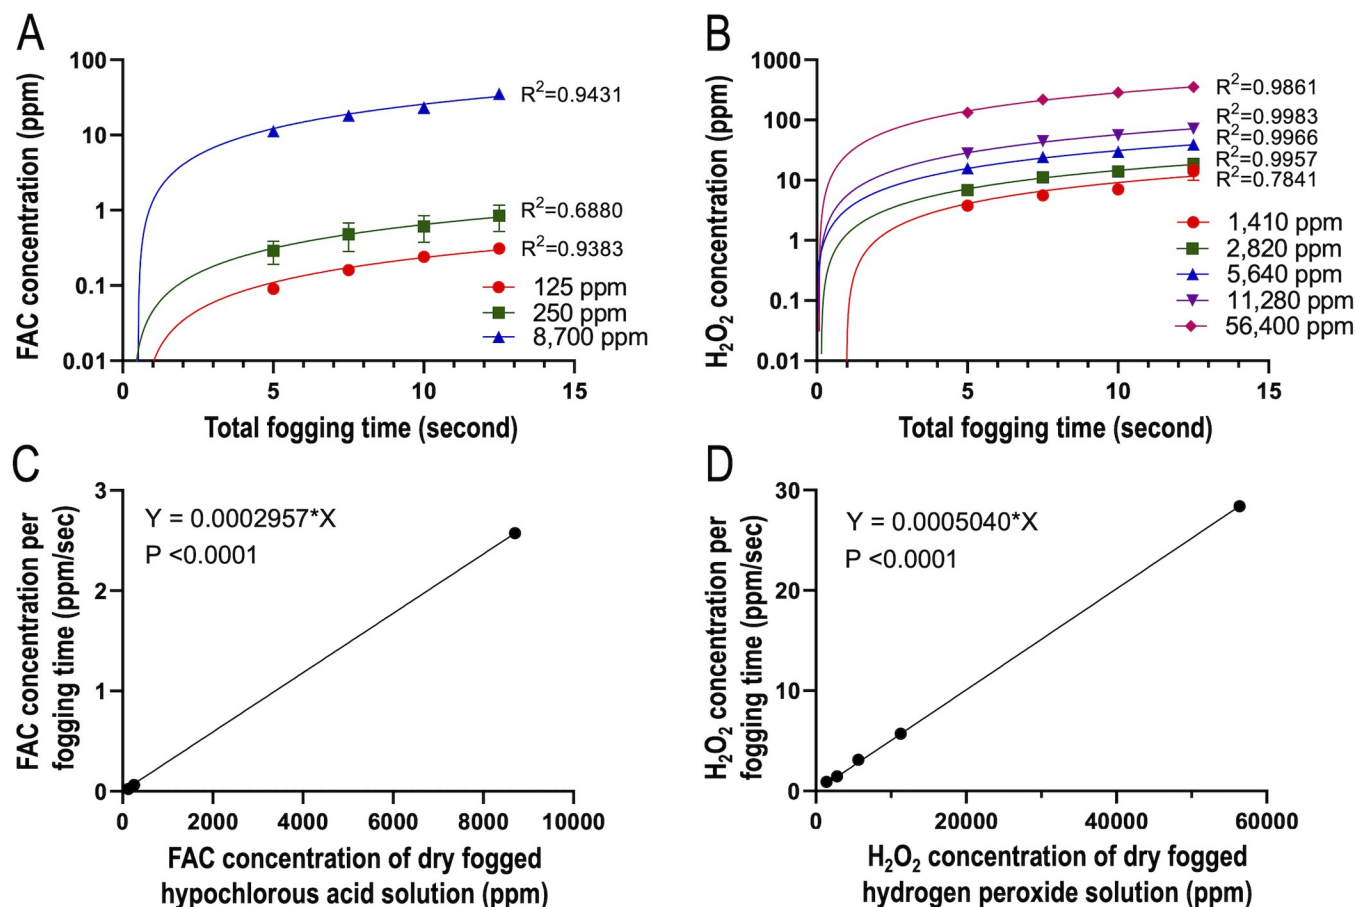 A
FAC concentration (ppm)
100
10
1
0.1
0.01
0
5
10
15
Total fogging time (second)
R²=0.9431
R²=0.6880
R²=0.9383
125 ppm
250 ppm
8,700 ppm
B
H₂O₂ concentration (ppm)
1000
100
10
1
0.1
0.01
0
5
10
15
Total fogging time (second)
R²=0.9861
R²=0.9983
R²=0.9966
R²=0.9957
R²=0.7841
1,410 ppm
2,820 ppm
5,640 ppm
11,280 ppm
56,400 ppm
C
FAC concentration per
fogging time (ppm/sec)
3
2
1
0
Y = 0.0002957*X
P <0.0001
0
2000
4000
6000
8000
10000
FAC concentration of dry fogged
hypochlorous acid solution (ppm)
D
H₂O₂ concentration per
fogging time (ppm/sec)
30
20
10
0
Y = 0.0005040*X
P <0.0001
0
20000
40000
60000
H₂O₂ concentration of dry fogged
hydrogen peroxide solution (ppm)